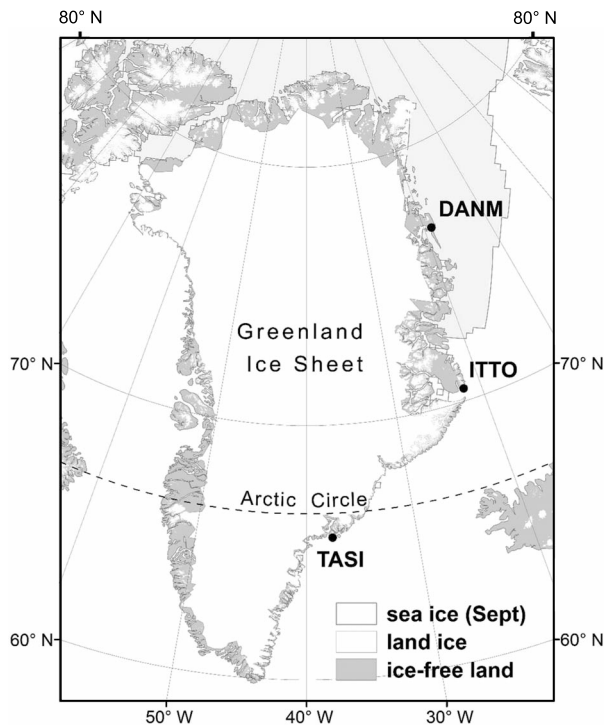 80° N
80° N
DANM
Greenland
Ice Sheet
70° N
70° N
ITTO
Arctic Circle
TASI
sea ice (Sept)
land ice
60° N
60° N
ice-free land
50° W
40° W
30° W